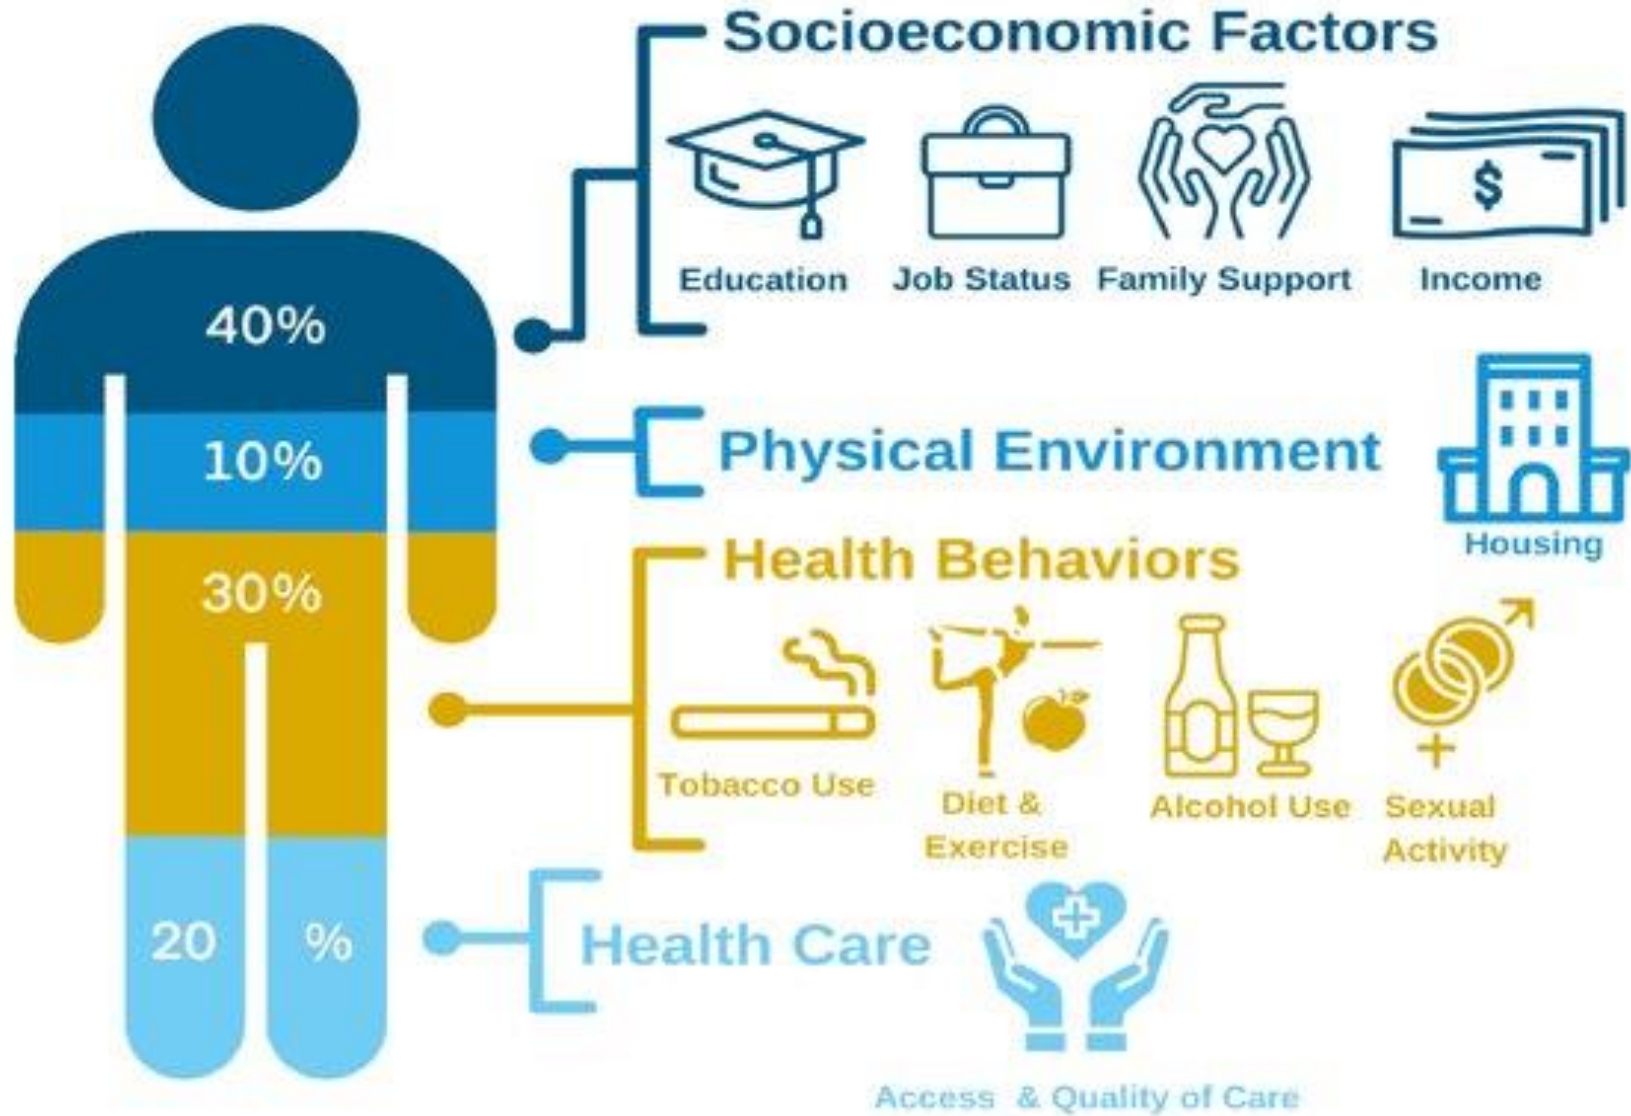 Socioeconomic Factors
$
Education Job Status Family Support Income
40%
10%
Physical Environment
Housing
30%
Health Behaviors
Tobacco Use
Diet &
Exercise
Alcohol Use
Sexual
Activity
20 %
Health Care
Access & Quality of Care